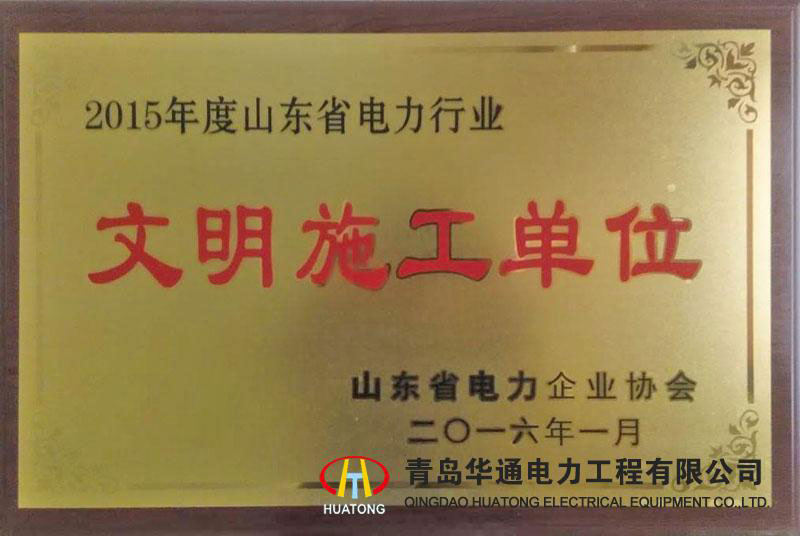 2015年度山东省电力行业
文明施工单位
山东省电力企业协会
二〇一六年一月
青岛华通电力工程有限公司
QINGDAO HUATONG ELECTRICAL EQUIPMENT CO.,LTD.
HUATONG